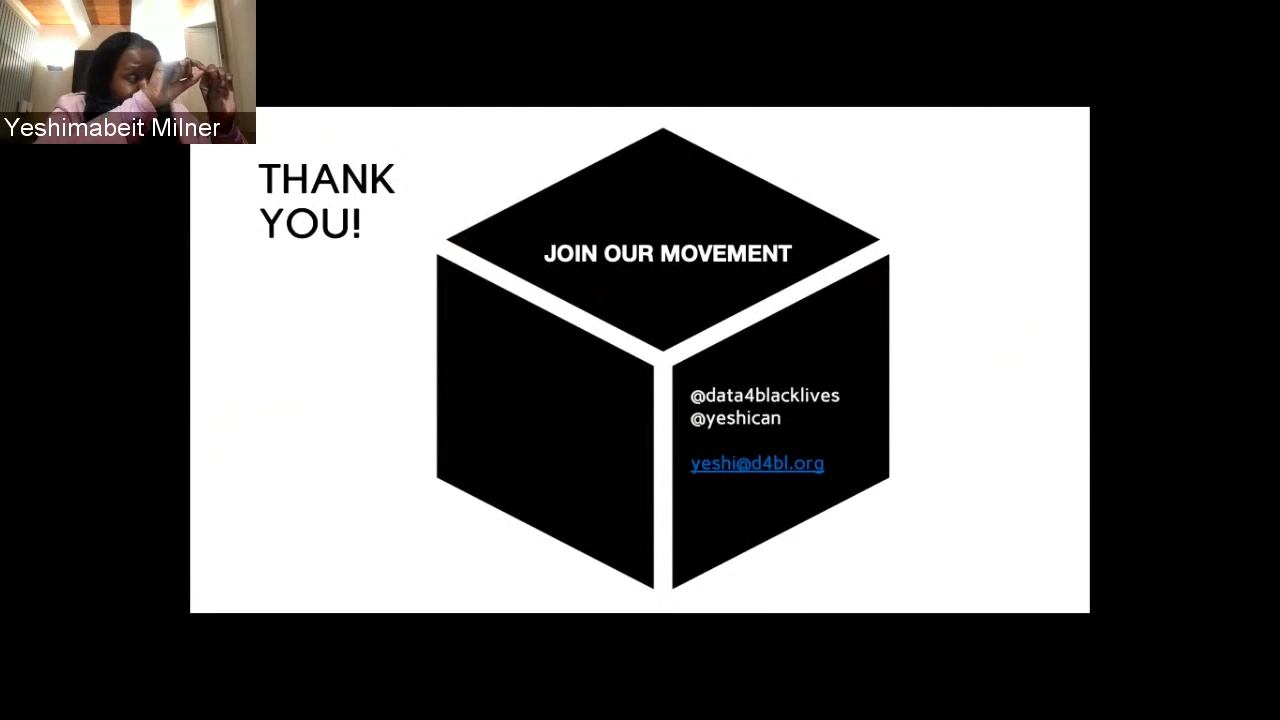 Yeshimabeit Milner
THANK
YOU!
JOIN OUR MOVEMENT
@data4blacklives
@yeshican
yeshi@d4bl.org